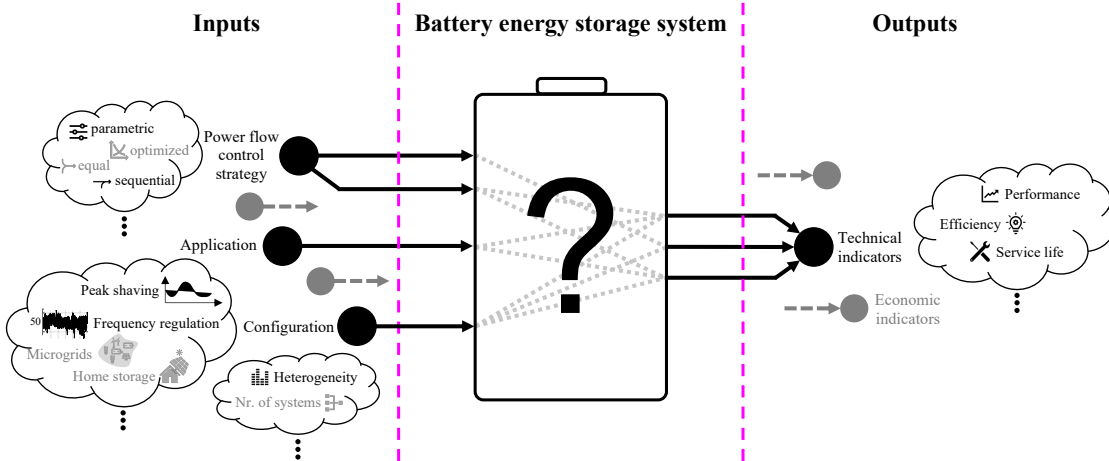 Inputs
Battery energy storage system
Outputs
parametric
optimized
equal
sequential
Power flow
control
strategy
Application
Peak shaving
50
Frequency regulation
Microgrids
Home storage
Configuration
Heterogeneity
Nr. of systems
?
Technical
indicators
Economic
indicators
Performance
Efficiency
Service life